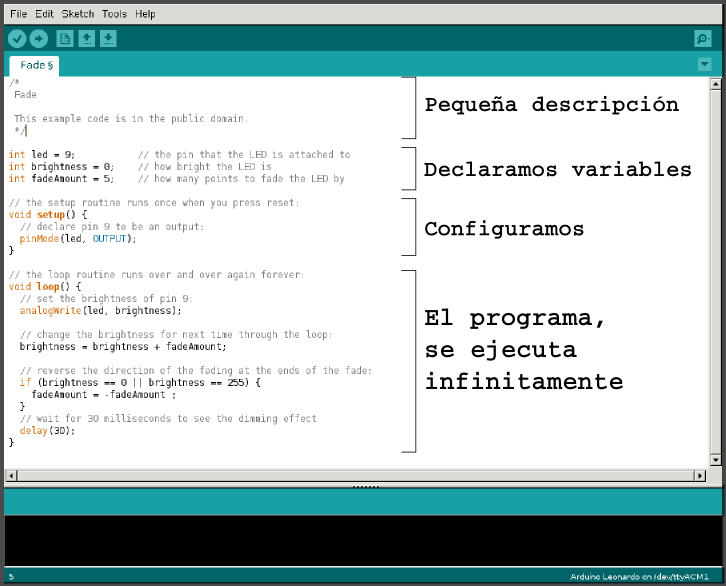 File Edit Sketch Tools Help
Fade §
/*
Fade
This example code is in the public domain.
*/
Pequeña descripción
int led = 9; // the pin that the LED is attached to
int brightness = 0; // how bright the LED is
int fadeAmount = 5; // how many points to fade the LED by
Declaramos variables
// the setup routine runs once when you press reset:
void setup() {
// declare pin 9 to be an output:
pinMode(led, OUTPUT);
}
Configuramos
// the loop routine runs over and over again forever:
void loop() {
// set the brightness of pin 9:
analogWrite(led, brightness);
// change the brightness for next time through the loop:
brightness = brightness + fadeAmount;
// reverse the direction of the fading at the ends of the fade:
if (brightness == 0 || brightness == 255) {
fadeAmount = -fadeAmount ;
}
// wait for 30 milliseconds to see the dimming effect
delay(30);
}
El programa,
se ejecuta
infinitamente
5
Arduino Leonardo on /dev/ttyACM1